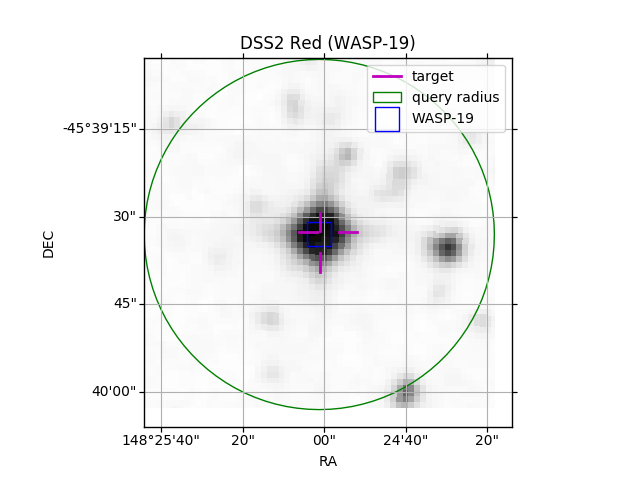 DSS2 Red (WASP-19)
target
query radius
WASP-19
-45°39'15"
30"
45"
40'00"
DEC
148°25'40"
20"
00"
24'40"
20"
RA